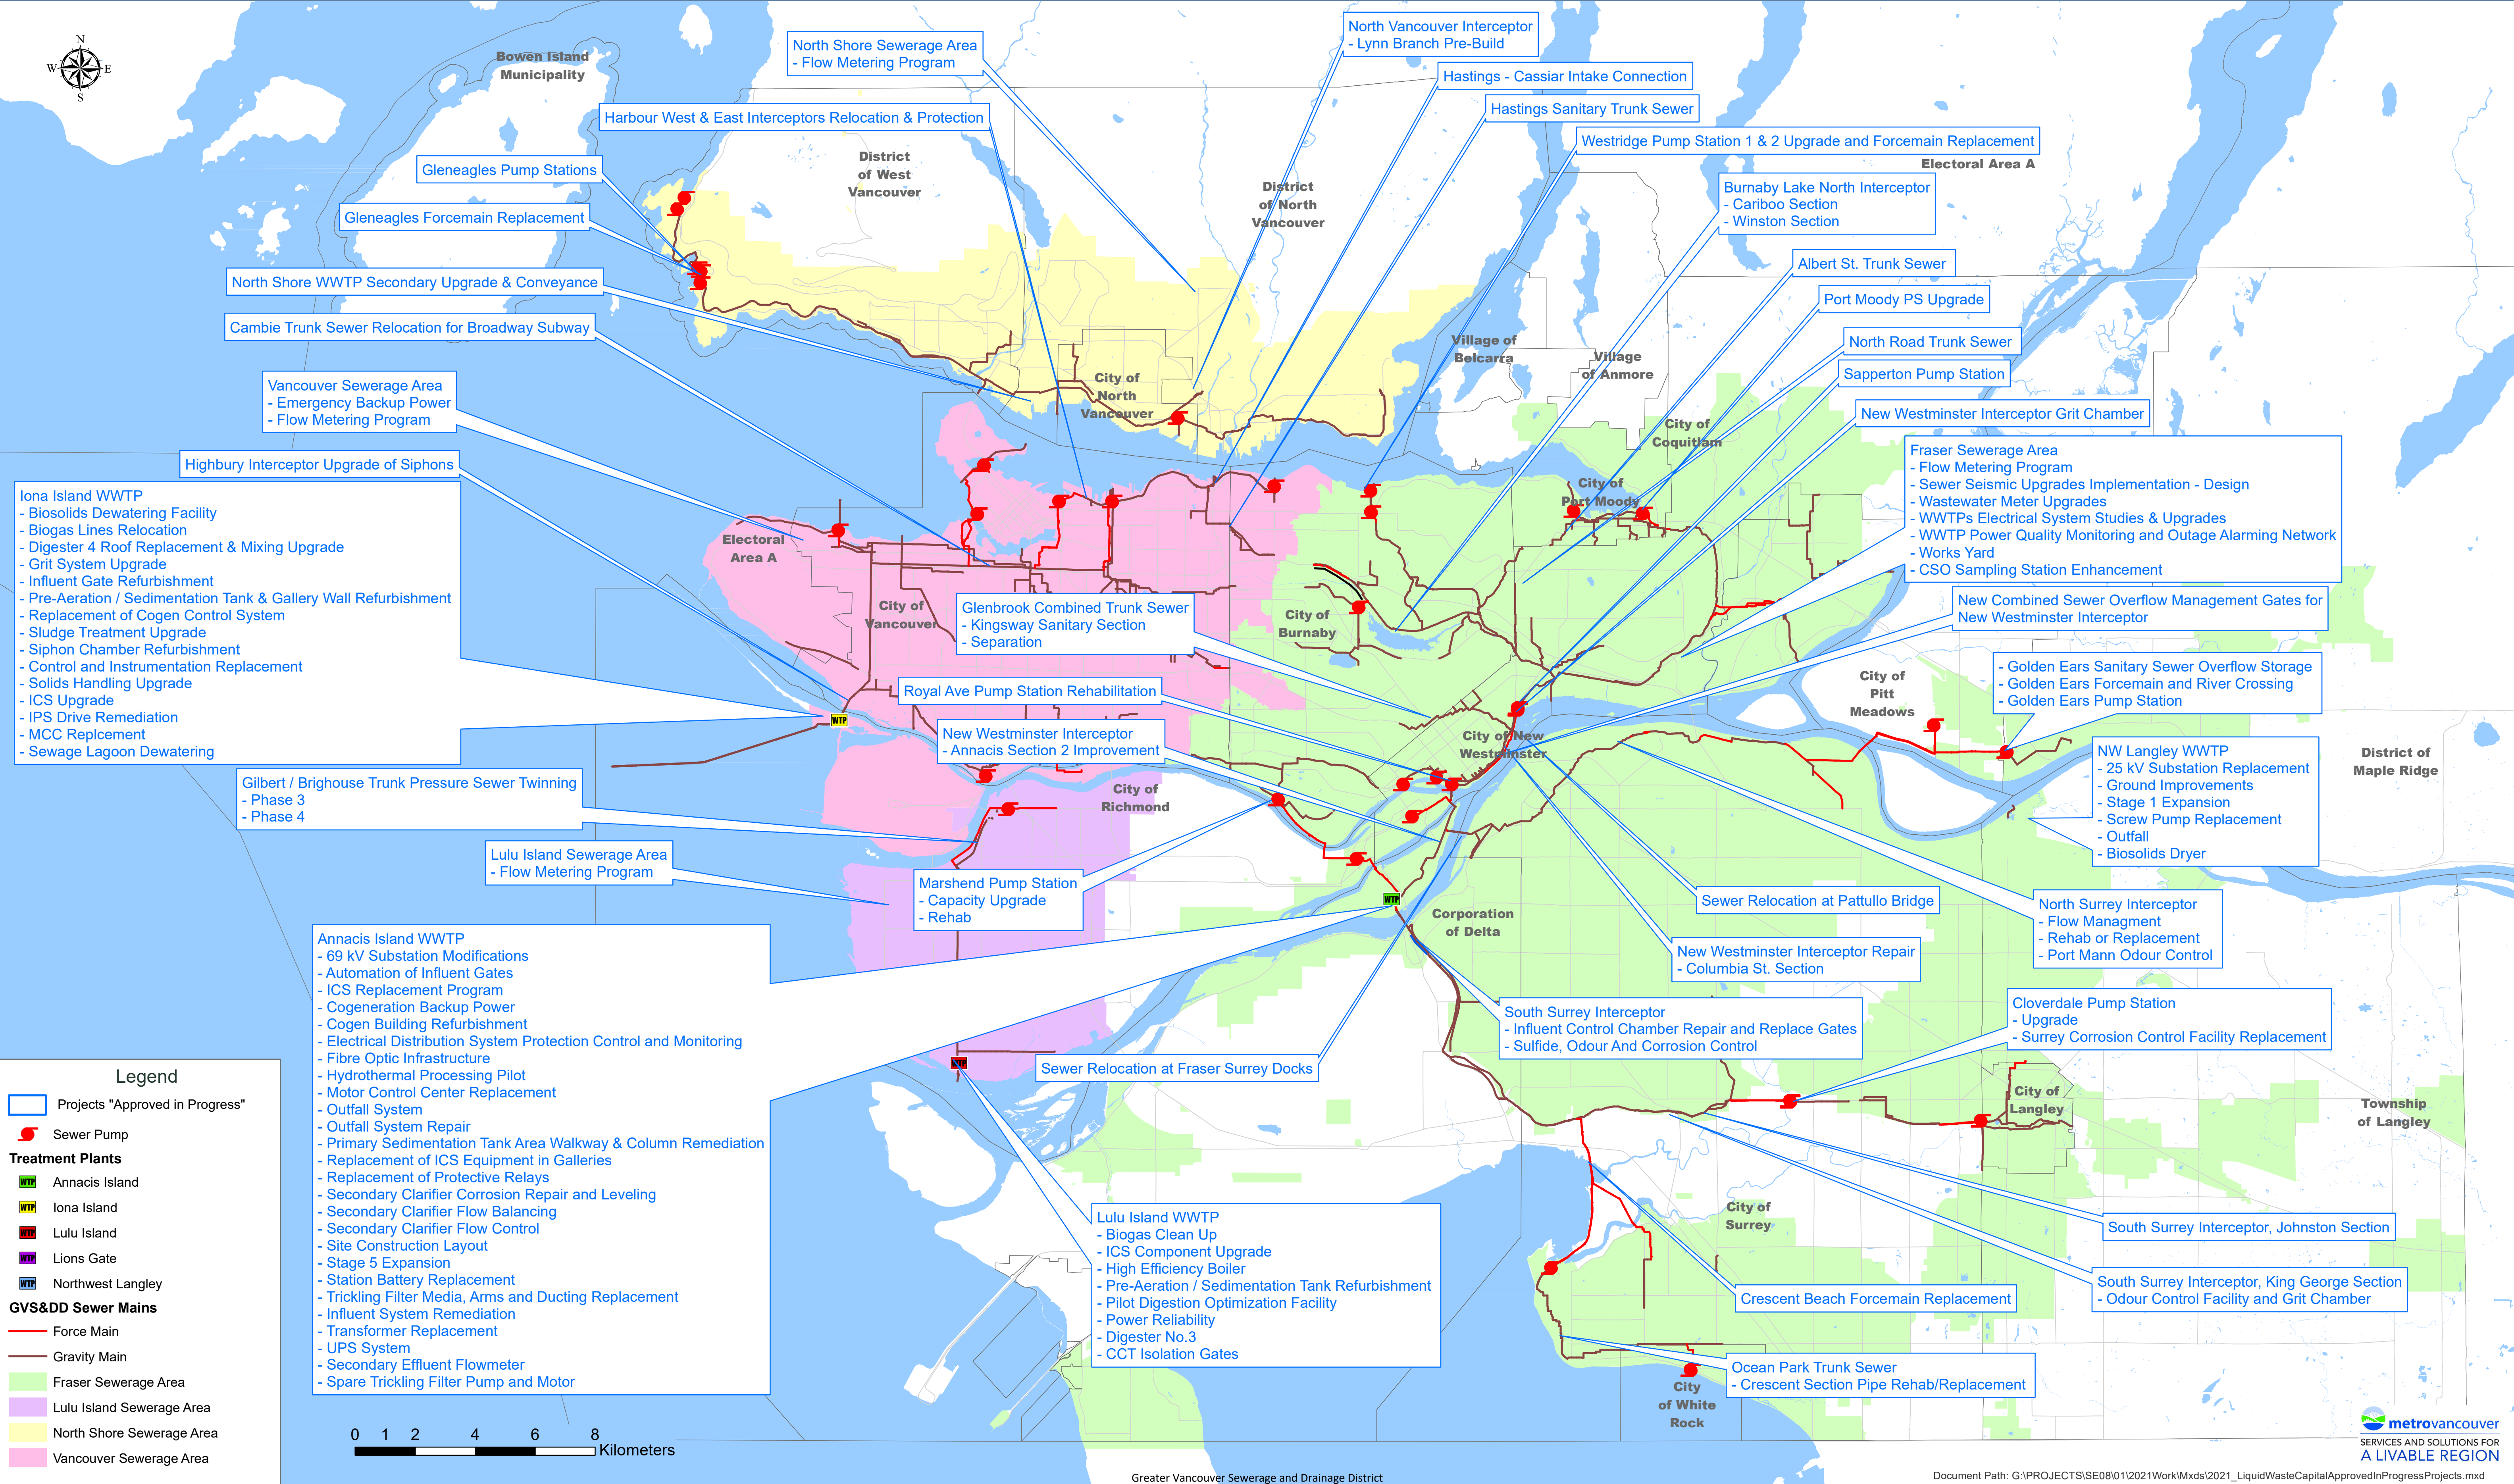 N
W
E
S
Bowen Island
Municipality
North Shore Sewerage Area
- Flow Metering Program
North Vancouver Interceptor
- Lynn Branch Pre-Build
Hastings - Cassiar Intake Connection
Hastings Sanitary Trunk Sewer
Harbour West & East Interceptors Relocation & Protection
Westridge Pump Station 1 & 2 Upgrade and Forcemain Replacement
Electoral Area A
District
of West
Vancouver
District
of North
Vancouver
Gleneagles Pump Stations
Burnaby Lake North Interceptor
- Cariboo Section
- Winston Section
Gleneagles Forcemain Replacement
Albert St. Trunk Sewer
North Shore WWTP Secondary Upgrade & Conveyance
Port Moody PS Upgrade
Cambie Trunk Sewer Relocation for Broadway Subway
North Road Trunk Sewer
Village of
Belcarra
Village
of Anmore
Sapperton Pump Station
City of
North
Vancouver
Vancouver Sewerage Area
- Emergency Backup Power
- Flow Metering Program
New Westminster Interceptor Grit Chamber
City of
Coquitlam
Highbury Interceptor Upgrade of Siphons
Fraser Sewerage Area
- Flow Metering Program
- Sewer Seismic Upgrades Implementation - Design
- Wastewater Meter Upgrades
- WWTPs Electrical System Studies & Upgrades
- WWTP Power Quality Monitoring and Outage Alarming Network
- Works Yard
- CSO Sampling Station Enhancement
Iona Island WWTP
- Biosolids Dewatering Facility
- Biogas Lines Relocation
- Digester 4 Roof Replacement & Mixing Upgrade
- Grit System Upgrade
- Influent Gate Refurbishment
- Pre-Aeration / Sedimentation Tank & Gallery Wall Refurbishment
- Replacement of Cogen Control System
- Sludge Treatment Upgrade
- Siphon Chamber Refurbishment
- Control and Instrumentation Replacement
- Solids Handling Upgrade
- ICS Upgrade
- IPS Drive Remediation
- MCC Replcement
- Sewage Lagoon Dewatering
City of
Port Moody
Electoral
Area A
City of
Vancouver
Glenbrook Combined Trunk Sewer
- Kingsway Sanitary Section
- Separation
City of
Burnaby
New Combined Sewer Overflow Management Gates for
New Westminster Interceptor
- Golden Ears Sanitary Sewer Overflow Storage
- Golden Ears Forcemain and River Crossing
- Golden Ears Pump Station
City of
Pitt
Meadows
Royal Ave Pump Station Rehabilitation
WTP
New Westminster Interceptor
- Annacis Section 2 Improvement
City of New
Westminster
NW Langley WWTP
- 25 kV Substation Replacement
- Ground Improvements
- Stage 1 Expansion
- Screw Pump Replacement
- Outfall
- Biosolids Dryer
District of
Maple Ridge
Gilbert / Brighouse Trunk Pressure Sewer Twinning
- Phase 3
- Phase 4
City of
Richmond
Lulu Island Sewerage Area
- Flow Metering Program
Marshend Pump Station
- Capacity Upgrade
- Rehab
WTP
Corporation
of Delta
Sewer Relocation at Pattullo Bridge
North Surrey Interceptor
- Flow Managment
- Rehab or Replacement
- Port Mann Odour Control
New Westminster Interceptor Repair
- Columbia St. Section
Annacis Island WWTP
- 69 kV Substation Modifications
- Automation of Influent Gates
- ICS Replacement Program
- Cogeneration Backup Power
- Cogen Building Refurbishment
- Electrical Distribution System Protection Control and Monitoring
- Fibre Optic Infrastructure
- Hydrothermal Processing Pilot
- Motor Control Center Replacement
- Outfall System
- Outfall System Repair
- Primary Sedimentation Tank Area Walkway & Column Remediation
- Replacement of ICS Equipment in Galleries
- Replacement of Protective Relays
- Secondary Clarifier Corrosion Repair and Leveling
- Secondary Clarifier Flow Balancing
- Secondary Clarifier Flow Control
- Site Construction Layout
- Stage 5 Expansion
- Station Battery Replacement
- Trickling Filter Media, Arms and Ducting Replacement
- Influent System Remediation
- Transformer Replacement
- UPS System
- Secondary Effluent Flowmeter
- Spare Trickling Filter Pump and Motor
South Surrey Interceptor
- Influent Control Chamber Repair and Replace Gates
- Sulfide, Odour And Corrosion Control
Cloverdale Pump Station
- Upgrade
- Surrey Corrosion Control Facility Replacement
Sewer Relocation at Fraser Surrey Docks
City of
Langley
Township
of Langley
Lulu Island WWTP
- Biogas Clean Up
- ICS Component Upgrade
- High Efficiency Boiler
- Pre-Aeration / Sedimentation Tank Refurbishment
- Pilot Digestion Optimization Facility
- Power Reliability
- Digester No.3
- CCT Isolation Gates
City of
Surrey
South Surrey Interceptor, Johnston Section
South Surrey Interceptor, King George Section
- Odour Control Facility and Grit Chamber
Crescent Beach Forcemain Replacement
Ocean Park Trunk Sewer
- Crescent Section Pipe Rehab/Replacement
City
of White
Rock
Legend
Projects "Approved in Progress"
Sewer Pump
Treatment Plants
WTP Annacis Island
WTP Iona Island
WTP Lulu Island
WTP Lions Gate
WTP Northwest Langley
GVS&DD Sewer Mains
Force Main
Gravity Main
Fraser Sewerage Area
Lulu Island Sewerage Area
North Shore Sewerage Area
Vancouver Sewerage Area
0 1 2 4 6 8
Kilometers
metrovancouver
SERVICES AND SOLUTIONS FOR
A LIVABLE REGION
Greater Vancouver Sewerage and Drainage District
Document Path: G:\PROJECTS\SE08\01\2021Work\Mxds\2021_LiquidWasteCapitalApprovedInProgressProjects.mxd